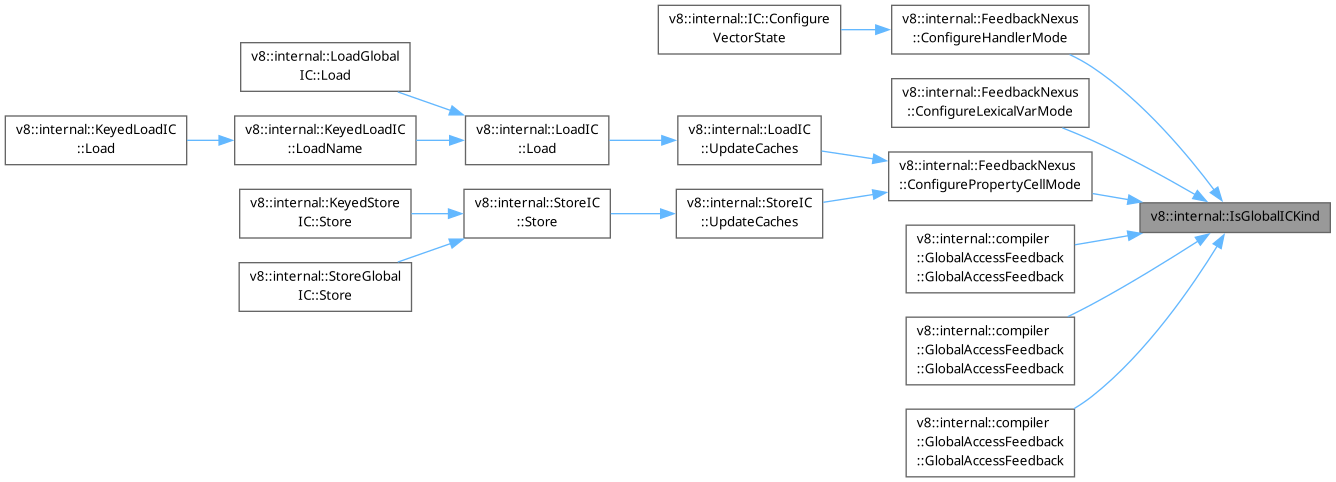 v8::internal::IC::Configure
VectorState
v8::internal::FeedbackNexus
::ConfigureHandlerMode
v8::internal::LoadGlobal
IC::Load
v8::internal::FeedbackNexus
::ConfigureLexicalVarMode
v8::internal::KeyedLoadIC
::Load
v8::internal::KeyedLoadIC
::LoadName
v8::internal::LoadIC
::Load
v8::internal::LoadIC
::UpdateCaches
v8::internal::FeedbackNexus
::ConfigurePropertyCellMode
v8::internal::KeyedStore
IC::Store
v8::internal::StoreIC
::Store
v8::internal::StoreIC
::UpdateCaches
v8::internal::IsGlobalICKind
v8::internal::compiler
::GlobalAccessFeedback
::GlobalAccessFeedback
v8::internal::StoreGlobal
IC::Store
v8::internal::compiler
::GlobalAccessFeedback
::GlobalAccessFeedback
v8::internal::compiler
::GlobalAccessFeedback
::GlobalAccessFeedback